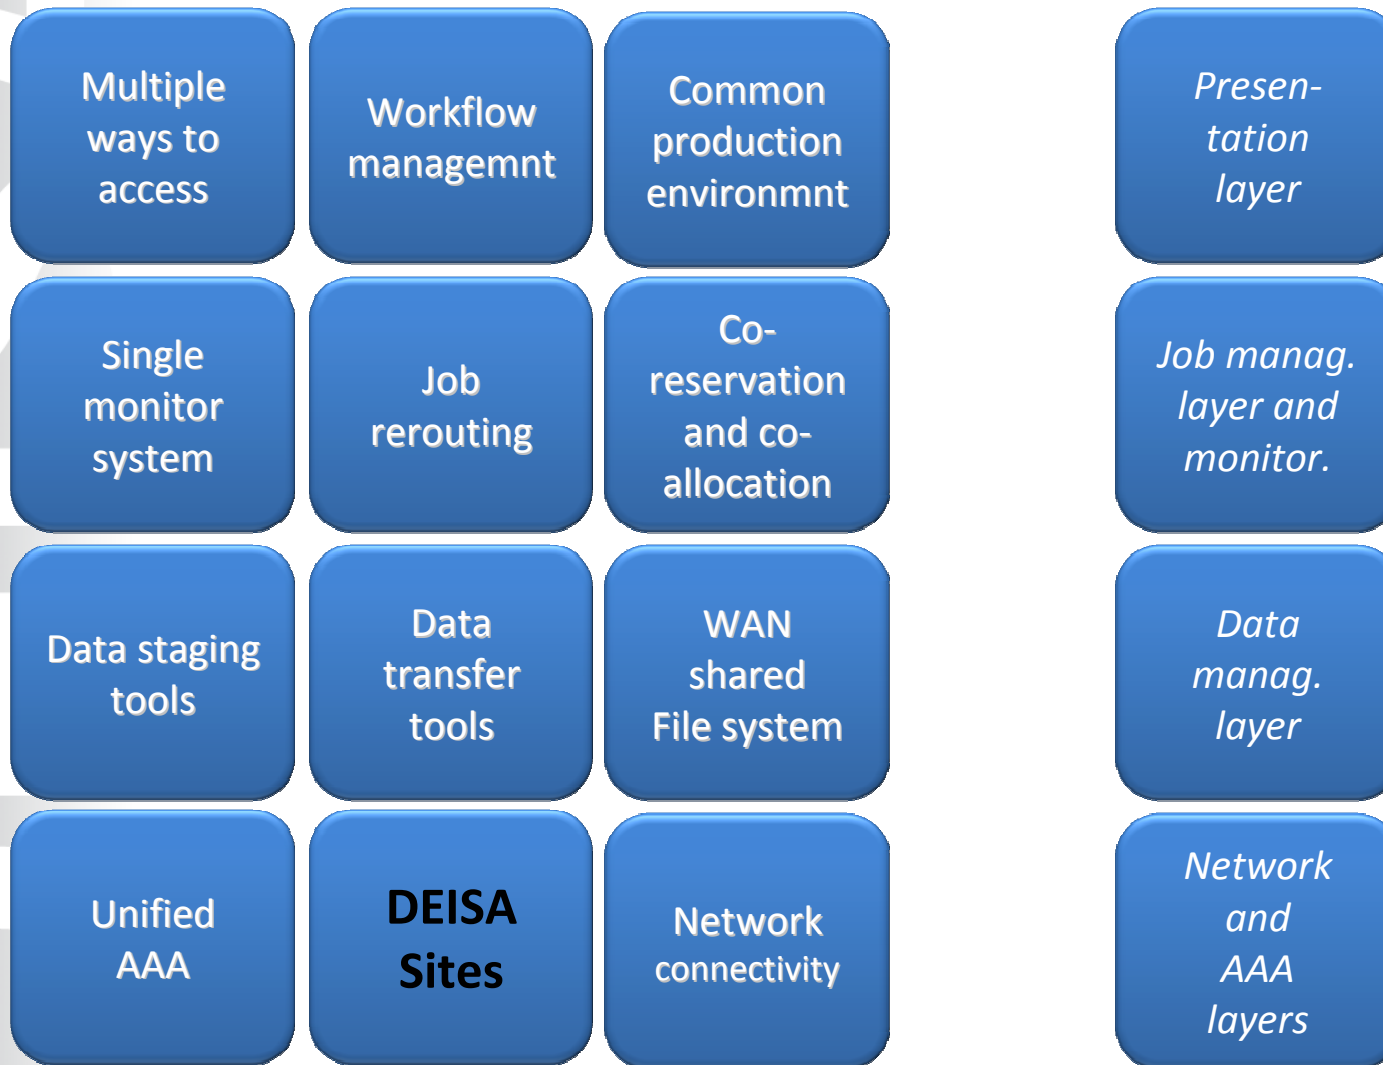 Multiple
ways to
access
Workflow
managemnt
Common
production
environmnt
Presen-
tation
layer
Single
monitor
system
Job
rerouting
Co-
reservation
and co-
allocation
Job manag.
layer and
monitor.
Data staging
tools
Data
transfer
tools
WAN
shared
File system
Data
manag.
layer
Unified
AAA
DEISA
Sites
Network
connectivity
Network
and
AAA
layers